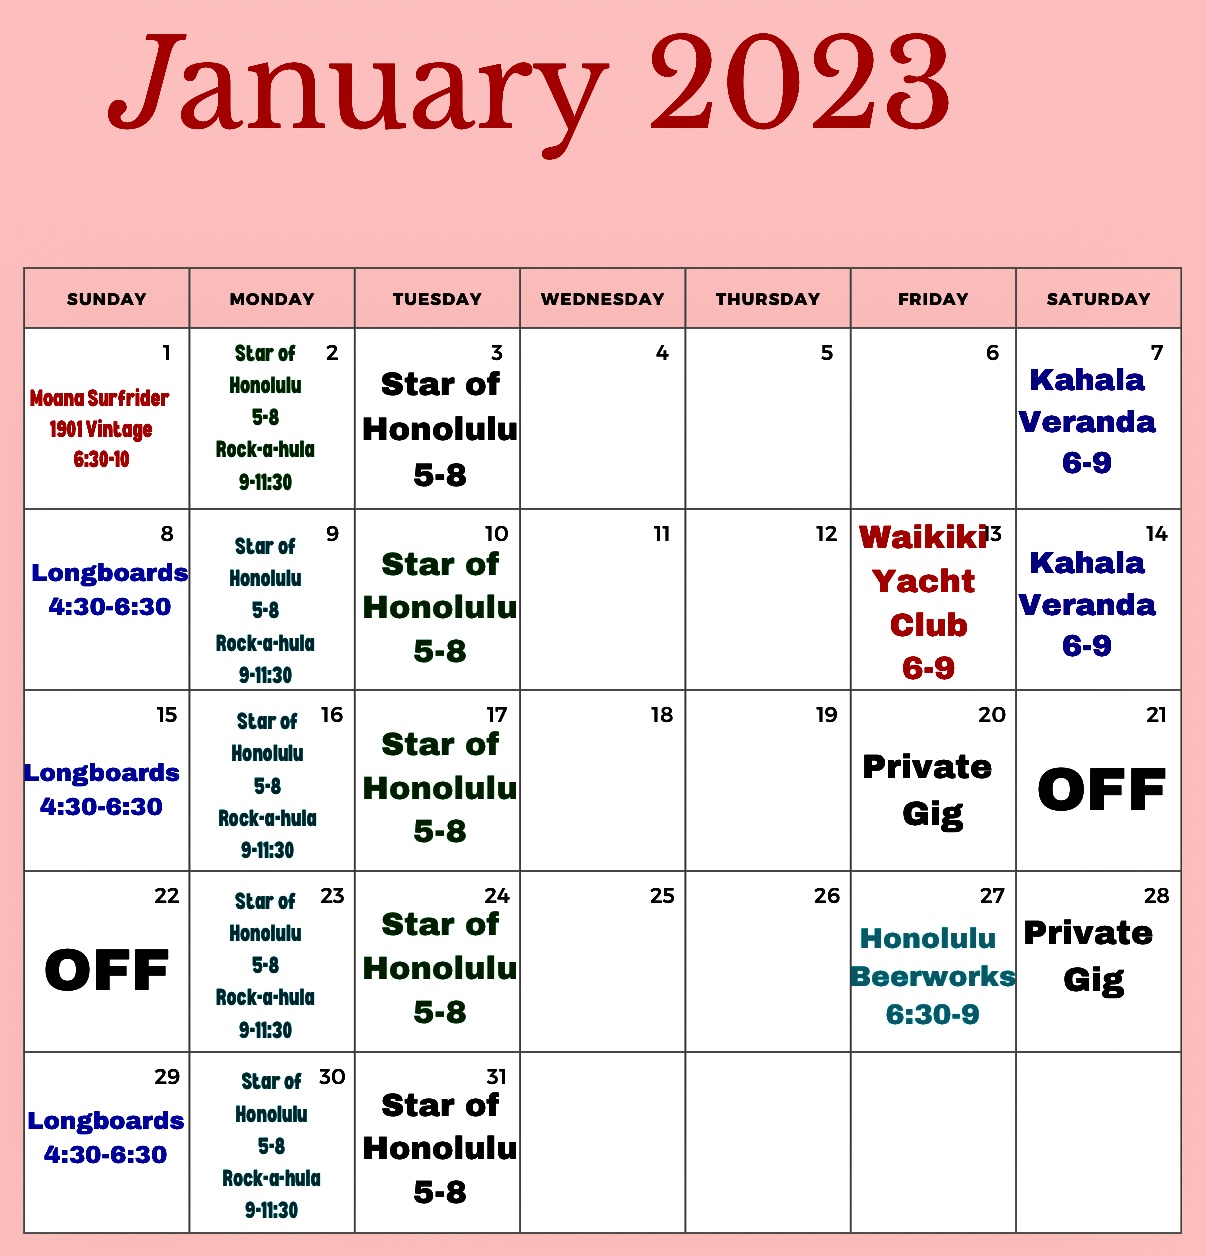 January 2023
SUNDAY MONDAY TUESDAY WEDNESDAY THURSDAY FRIDAY SATURDAY
1
Moana Surfrider
1901 Vintage
6:30-10
2
Star of
Honolulu
5-8
Rock-a-hula
9-11:30
3
Star of
Honolulu
5-8
4
5
6
7
Kahala
Veranda
6-9
8
Longboards
4:30-6:30
9
Star of
Honolulu
5-8
Rock-a-hula
9-11:30
10
Star of
Honolulu
5-8
11
12
13
Waikiki
Yacht
Club
6-9
14
Kahala
Veranda
6-9
15
Longboards
4:30-6:30
16
Star of
Honolulu
5-8
Rock-a-hula
9-11:30
17
Star of
Honolulu
5-8
18
19
20
Private
Gig
21
OFF
22
OFF
23
Star of
Honolulu
5-8
Rock-a-hula
9-11:30
24
Star of
Honolulu
5-8
25
26
27
Honolulu
Beerworks
6:30-9
28
Private
Gig
29
Longboards
4:30-6:30
30
Star of
Honolulu
5-8
Rock-a-hula
9-11:30
31
Star of
Honolulu
5-8